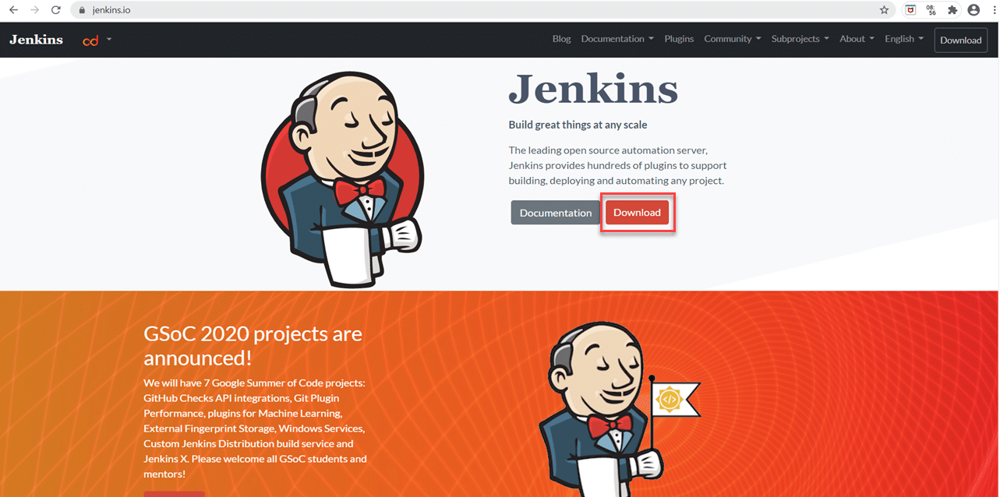 jenkins.io
08:
56
Jenkins
cd
Blog
Documentation
Plugins
Community
Subprojects
About
English
Download
Jenkins
Build great things at any scale
The leading open source automation server,
Jenkins provides hundreds of plugins to support
building, deploying and automating any project.
Documentation
Download
GSoC 2020 projects are
announced!
We will have 7 Google Summer of Code projects:
GitHub Checks API integrations, Git Plugin
Performance, plugins for Machine Learning,
External Fingerprint Storage, Windows Services,
Custom Jenkins Distribution build service and
Jenkins X. Please welcome all GSoC students and
mentors!